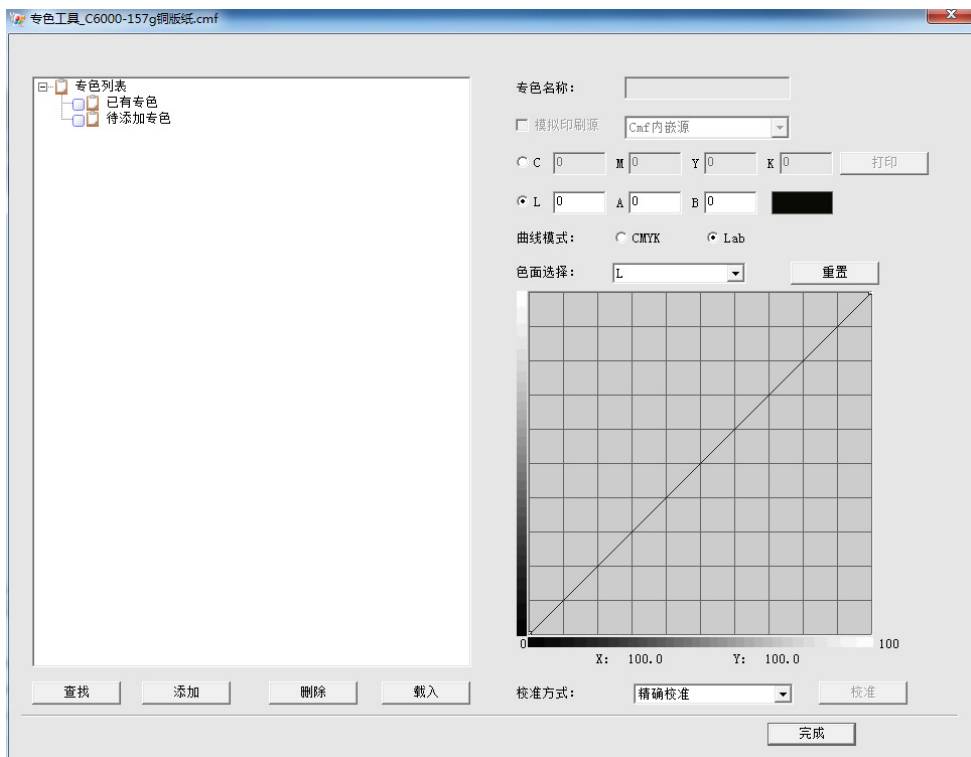 专色工具_C6000-157g铜版纸.cmf
专色列表
已有专色
待添加专色
专色名称:
模拟印刷源 Cmf内嵌源
C 0 M 0 Y 0 K 0 打印
L 0 A 0 B 0
曲线模式: CMYK Lab
色面选择: L 重置
0 100
X: 100.0 Y: 100.0
查找 添加 删除 载入 校准方式: 精确校准 校准
完成